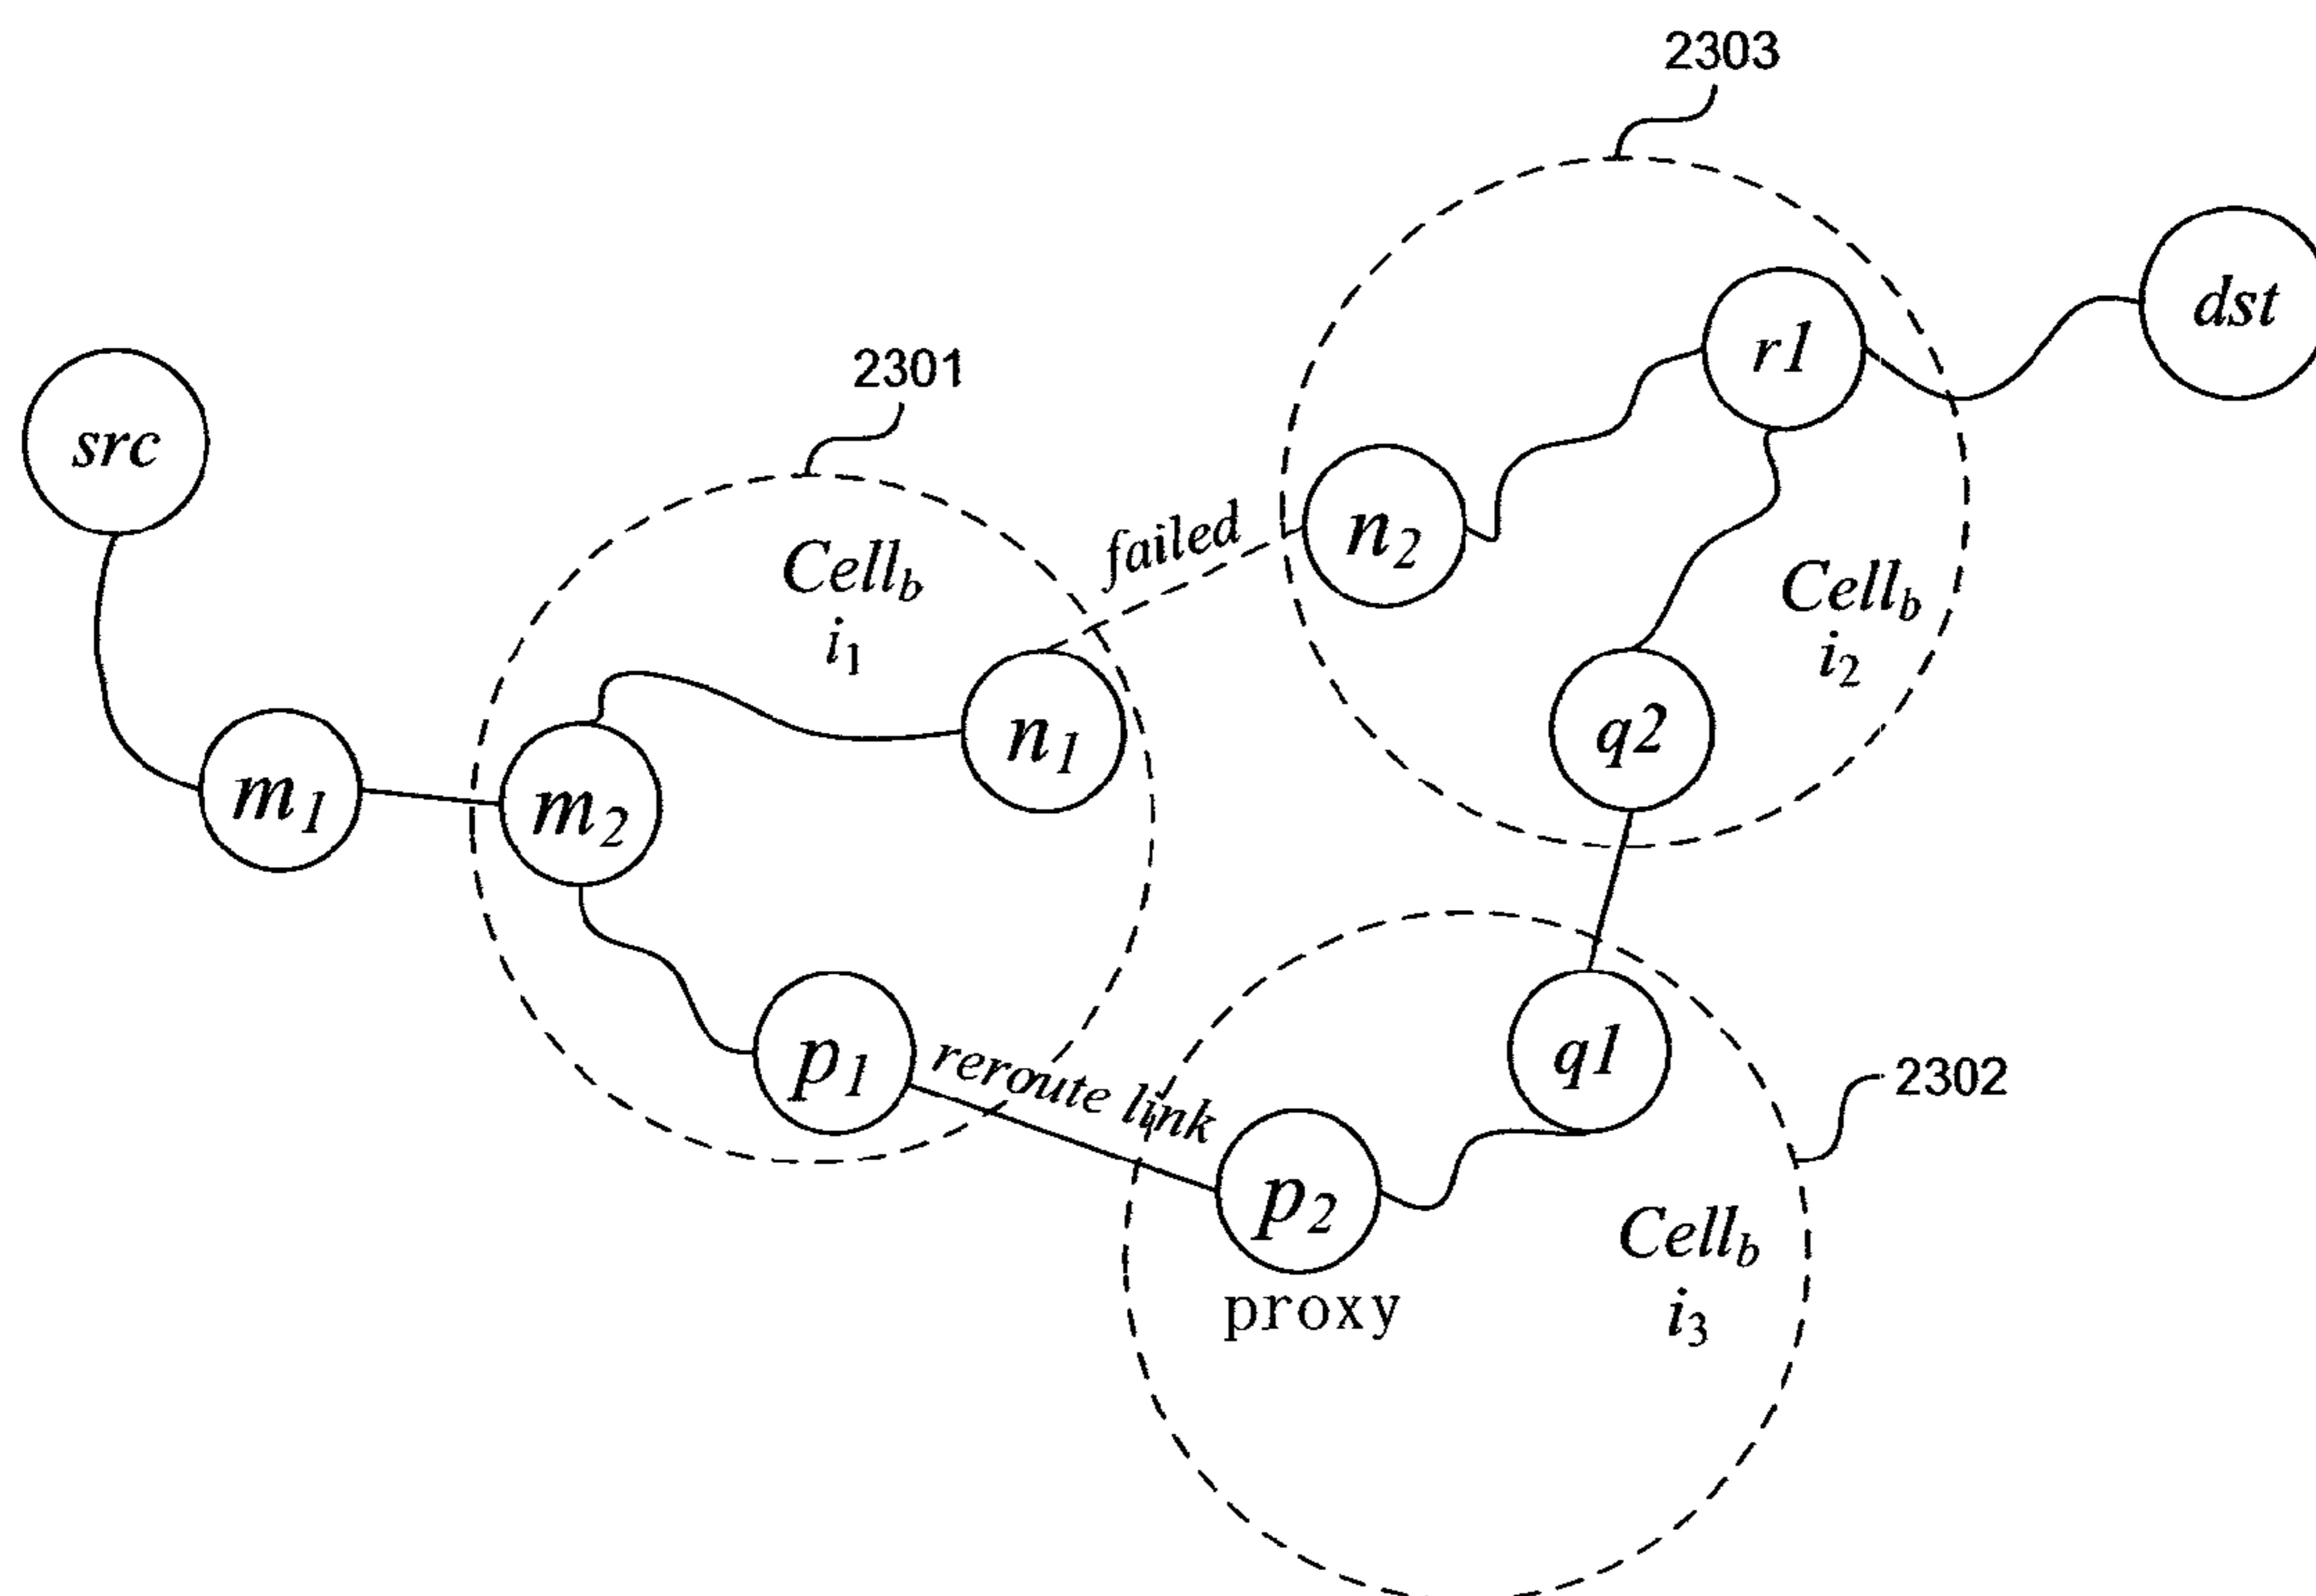 2303
dst
r1
2301
src
failed
n2
Cellb
i1
Cellb
i2
n1
q2
m1
m2
p1
reroute link
q1
2302
p2
Cellb
i3
proxy